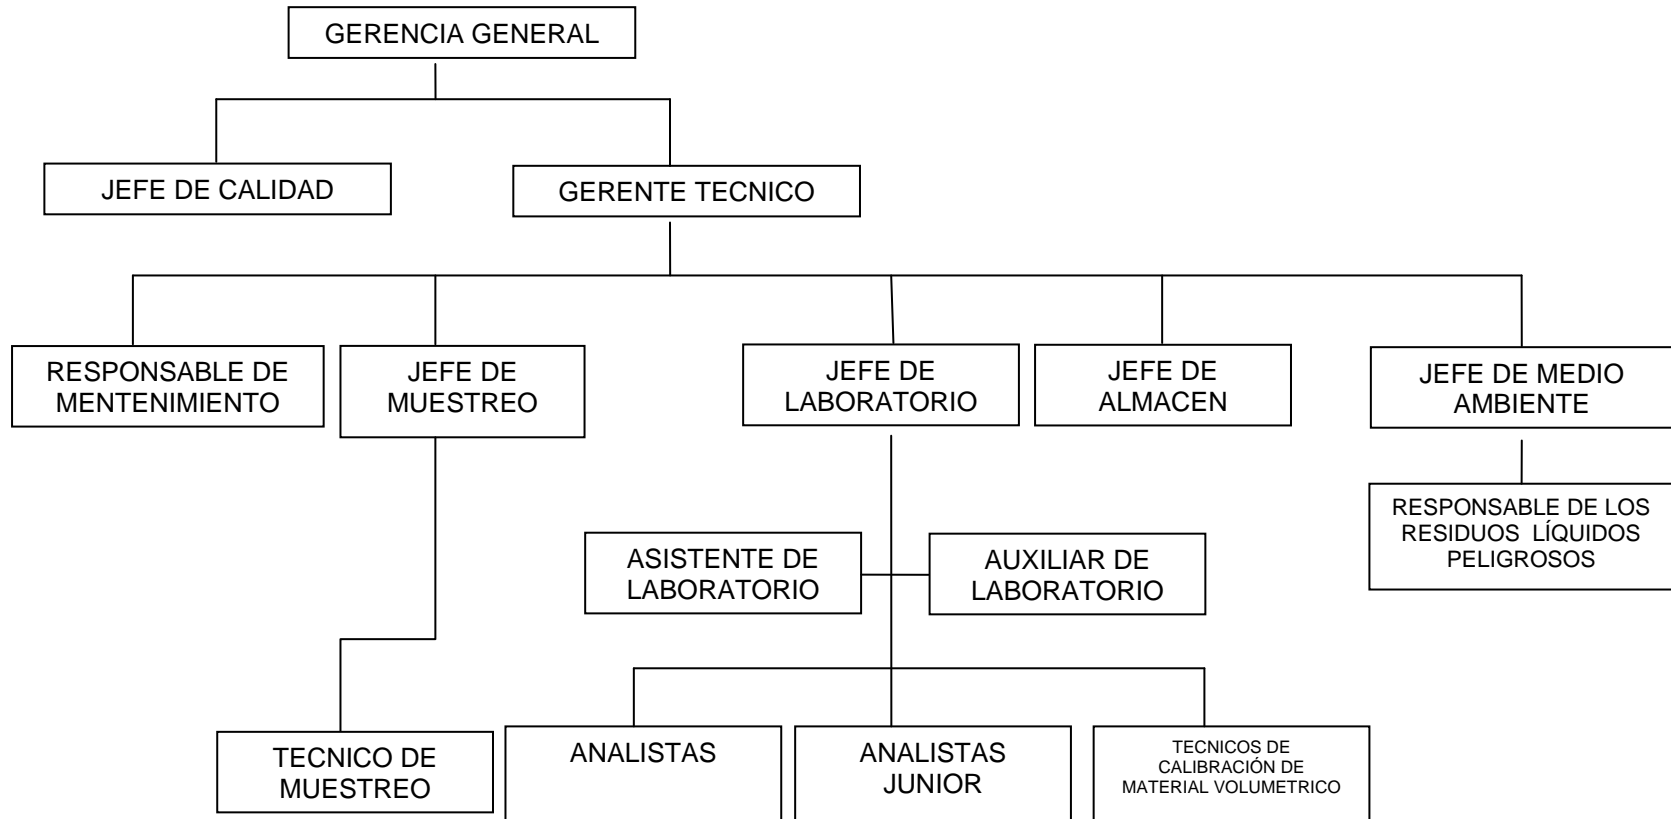 GERENCIA GENERAL
JEFE DE CALIDAD
GERENTE TECNICO
RESPONSABLE DE
MENTENIMIENTO
JEFE DE
MUESTREO
JEFE DE
LABORATORIO
JEFE DE
ALMACEN
JEFE DE MEDIO
AMBIENTE
RESPONSABLE DE LOS
RESIDUOS LÍQUIDOS
PELIGROSOS
ASISTENTE DE
LABORATORIO
AUXILIAR DE
LABORATORIO
TECNICO DE
MUESTREO
ANALISTAS
ANALISTAS
JUNIOR
TECNICOS DE
CALIBRACIÓN DE
MATERIAL VOLUMETRICO